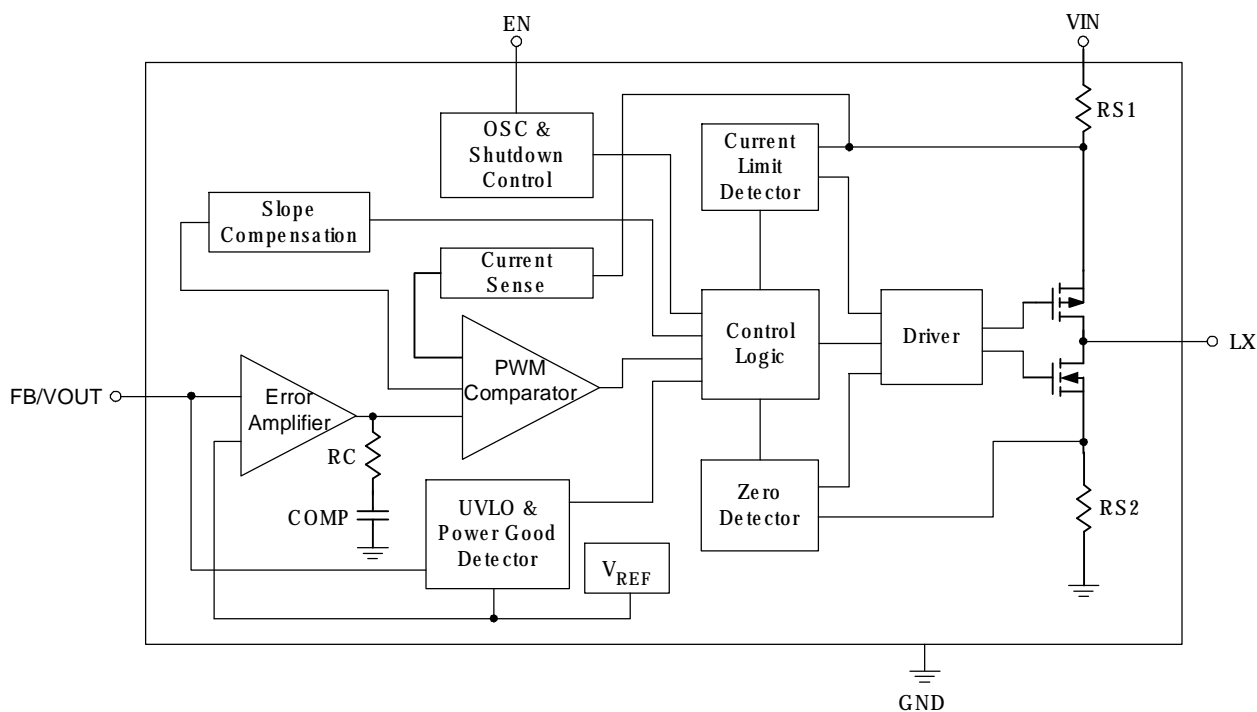 EN
VIN
RS1
OSC &
Shutdown
Control
Current
Limit
Detector
Slope
Compensation
Current
Sense
PWM
Comparator
Control
Logic
Driver
LX
FB/VOUT
Error
Amplifier
RC
COMP
UVLO &
Power Good
Detector
VREF
Zero
Detector
RS2
GND